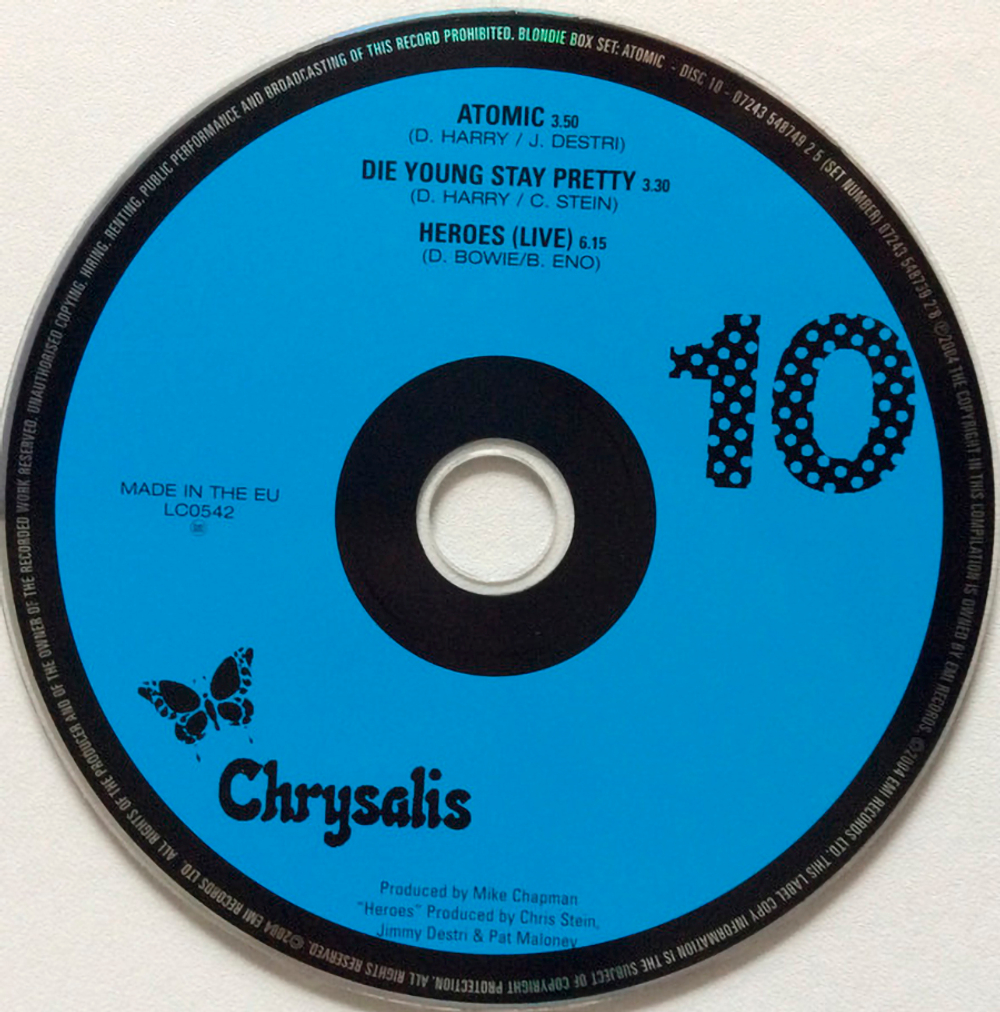 ATOMIC 3.50
(D. HARRY / J. DESTRI)
DIE YOUNG STAY PRETTY 3.30
(D. HARRY / C. STEIN)
HEROES (LIVE) 6.15
(D. BOWIE/B. ENO)
10
MADE IN THE EU
LC0542
Chrysalis
Produced by Mike Chapman
"Heroes" Produced by Chris Stein,
Jimmy Destri & Pat Maloney
℗2004 EMI RECORDS LTD. ALL RIGHTS OF THE PRODUCER AND OF THE OWNER OF THE RECORDED WORK RESERVED. UNAUTHORISED COPYING, HIRING, RENTING, PUBLIC PERFORMANCE AND BROADCASTING OF THIS RECORD PROHIBITED. BLONDIE BOX SET: ATOMIC - DISC 10 - 07243 548749 2 5 (SET NUMBER) 07243 548739 2 8 ℗2004 THE COPYRIGHT IN THIS COMPILATION IS OWNED BY EMI RECORDS. ©2004 EMI RECORDS LTD. THIS LABEL COPY INFORMATION IS THE SUBJECT OF COPYRIGHT PROTECTION. ALL RIGHTS RESERVED.